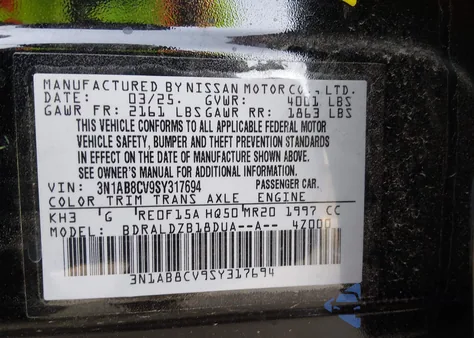 MANUFACTURED BY NISSAN MOTOR CO., LTD.
DATE: 03/25. GVWR: 4001 LBS
GAWR FR: 2161 LBS GAWR RR: 1863 LBS
THIS VEHICLE CONFORMS TO ALL APPLICABLE FEDERAL MOTOR
VEHICLE SAFETY, BUMPER AND THEFT PREVENTION STANDARDS
IN EFFECT ON THE DATE OF MANUFACTURE SHOWN ABOVE.
SEE OWNER'S MANUAL FOR ADDITIONAL INFORMATION.
VIN: 3N1AB8CV9SY317694 PASSENGER CAR.
COLOR TRIM TRANS AXLE ENGINE
KH3 G RE0F15A HQ50 MR20 1997 CC
MODEL: BDRALDZB18DUA--A-- 47000
3N1AB8CV9SY317694